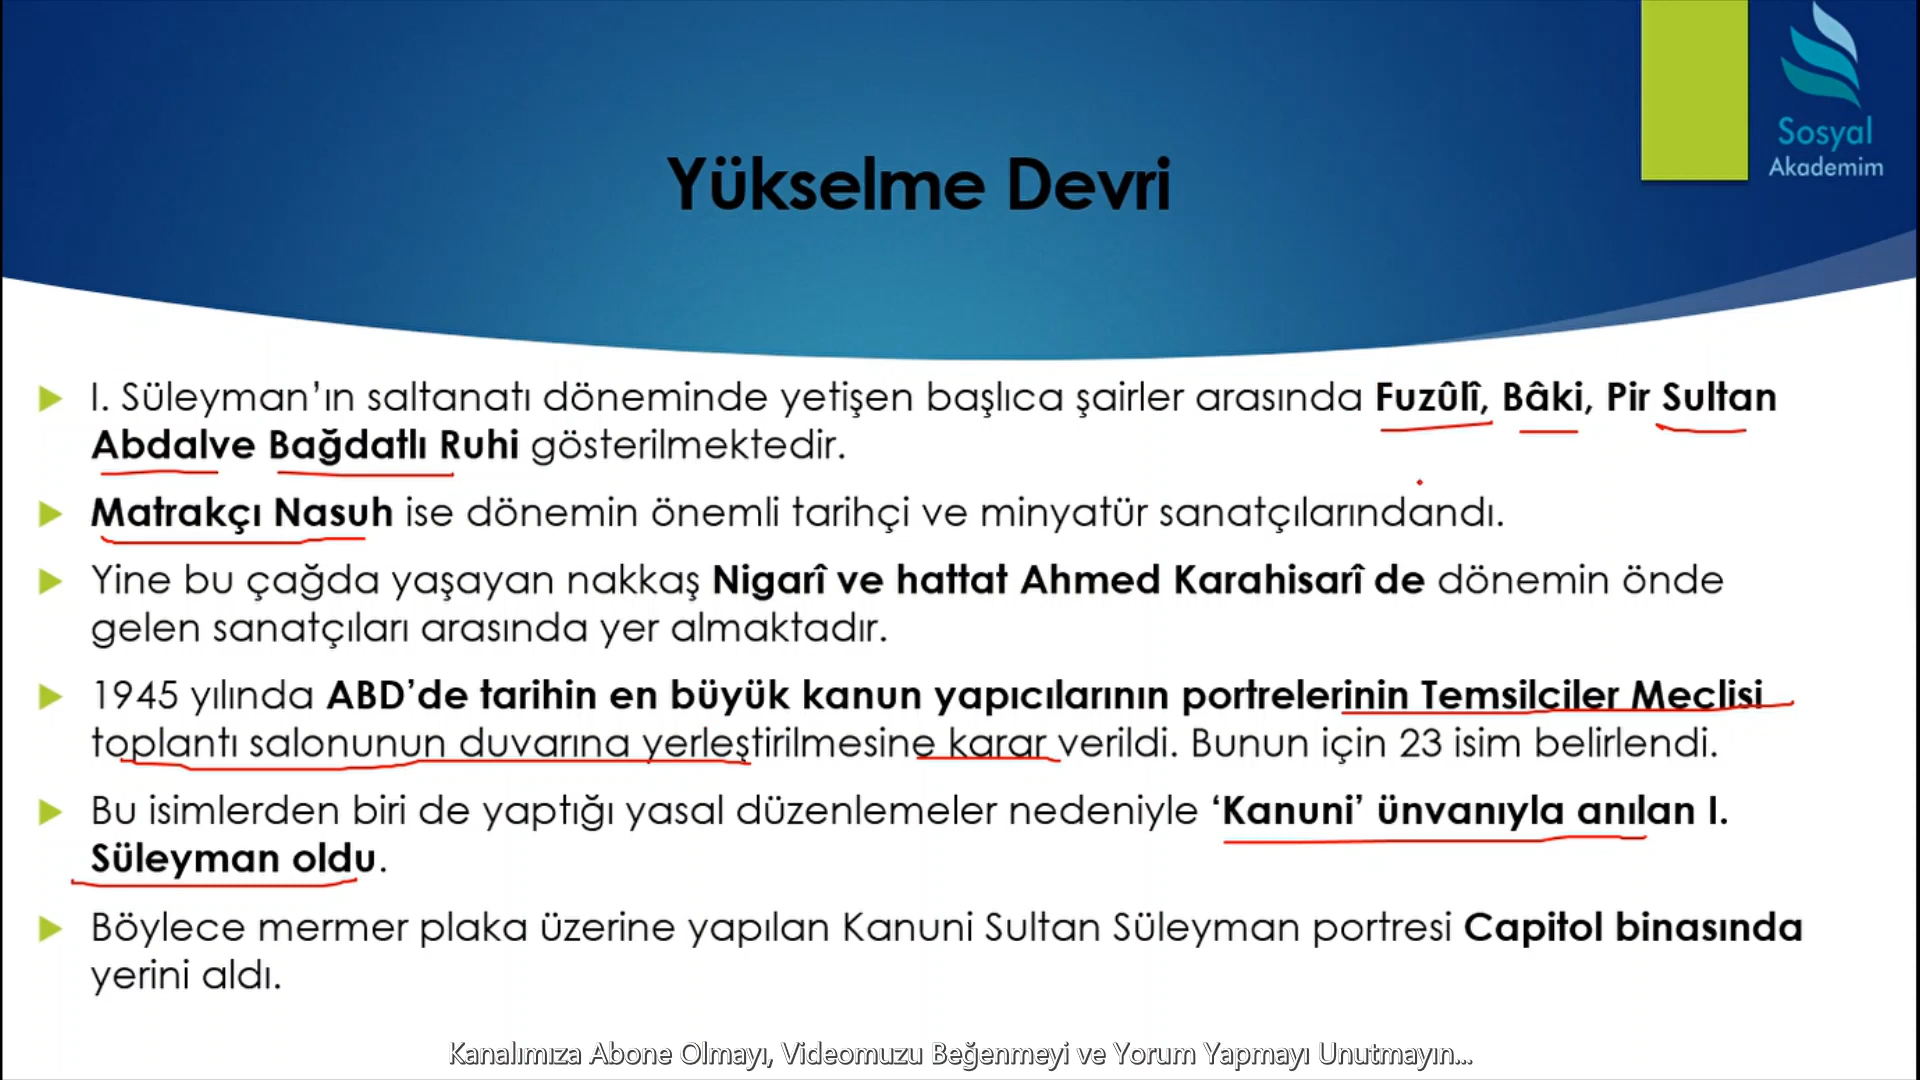 Sosyal
Akademim
Yükselme Devri
I. Süleyman’ın saltanatı döneminde yetişen başlıca şairler arasında Fuzûlî, Bâki, Pir Sultan
Abdalve Bağdatlı Ruhi gösterilmektedir.
Matrakçı Nasuh ise dönemin önemli tarihçi ve minyatür sanatçılarındandı.
Yine bu çağda yaşayan nakkaş Nigarî ve hattat Ahmed Karahisarî de dönemin önde
gelen sanatçıları arasında yer almaktadır.
1945 yılında ABD’de tarihin en büyük kanun yapıcılarının portrelerinin Temsilciler Meclisi
toplantı salonunun duvarına yerleştirilmesine karar verildi. Bunun için 23 isim belirlendi.
Bu isimlerden biri de yaptığı yasal düzenlemeler nedeniyle ‘Kanuni’ ünvanıyla anılan I.
Süleyman oldu.
Böylece mermer plaka üzerine yapılan Kanuni Sultan Süleyman portresi Capitol binasında
yerini aldı.
Kanalımıza Abone Olmayı, Videomuzu Beğenmeyi ve Yorum Yapmayı Unutmayın...